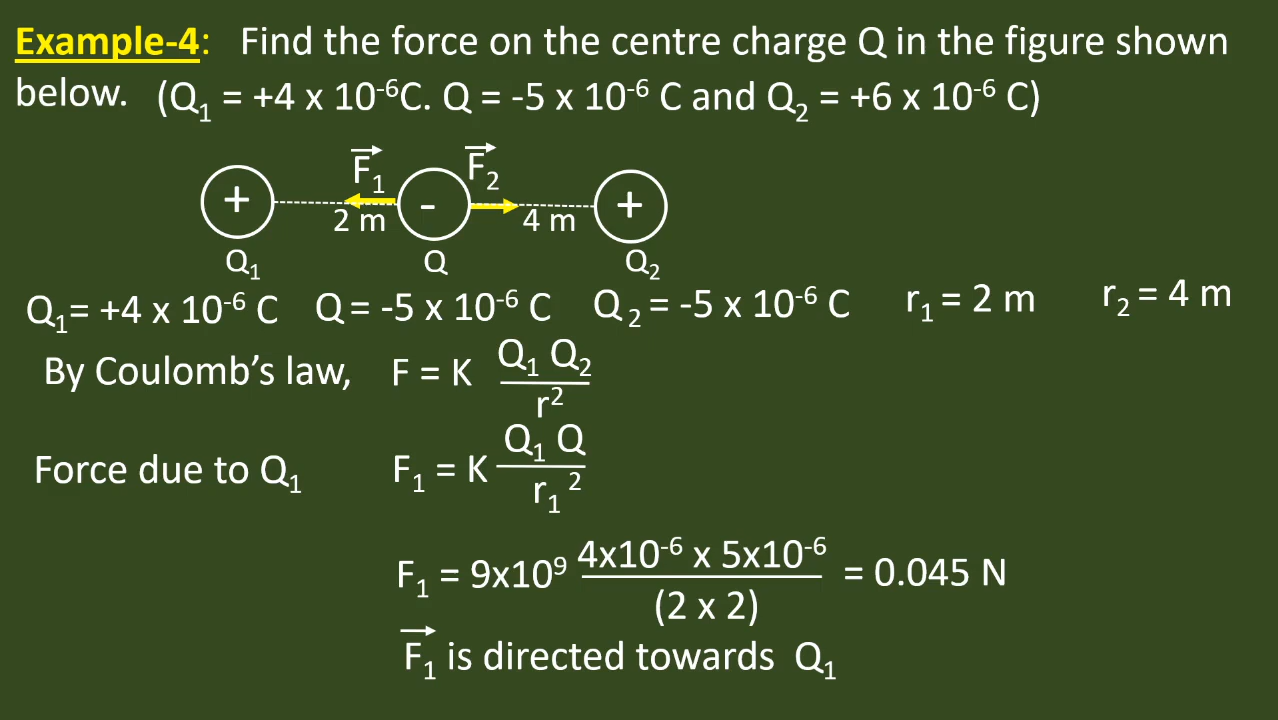 Example-4: Find the force on the centre charge Q in the figure shown
below. (Q₁ = +4 x 10⁻⁶C. Q = -5 x 10⁻⁶ C and Q₂ = +6 x 10⁻⁶ C)
F₁ F₂
+ - +
2 m 4 m
Q₁ Q Q₂
Q₁= +4 x 10⁻⁶ C Q = -5 x 10⁻⁶ C Q ₂ = -5 x 10⁻⁶ C r₁ = 2 m r₂ = 4 m
By Coulomb’s law, F = K Q₁ Q₂
r²
Force due to Q₁ F₁ = K Q₁ Q
r₁ ²
F₁ = 9x10⁹ 4x10⁻⁶ x 5x10⁻⁶ = 0.045 N
(2 x 2)
F₁ is directed towards Q₁